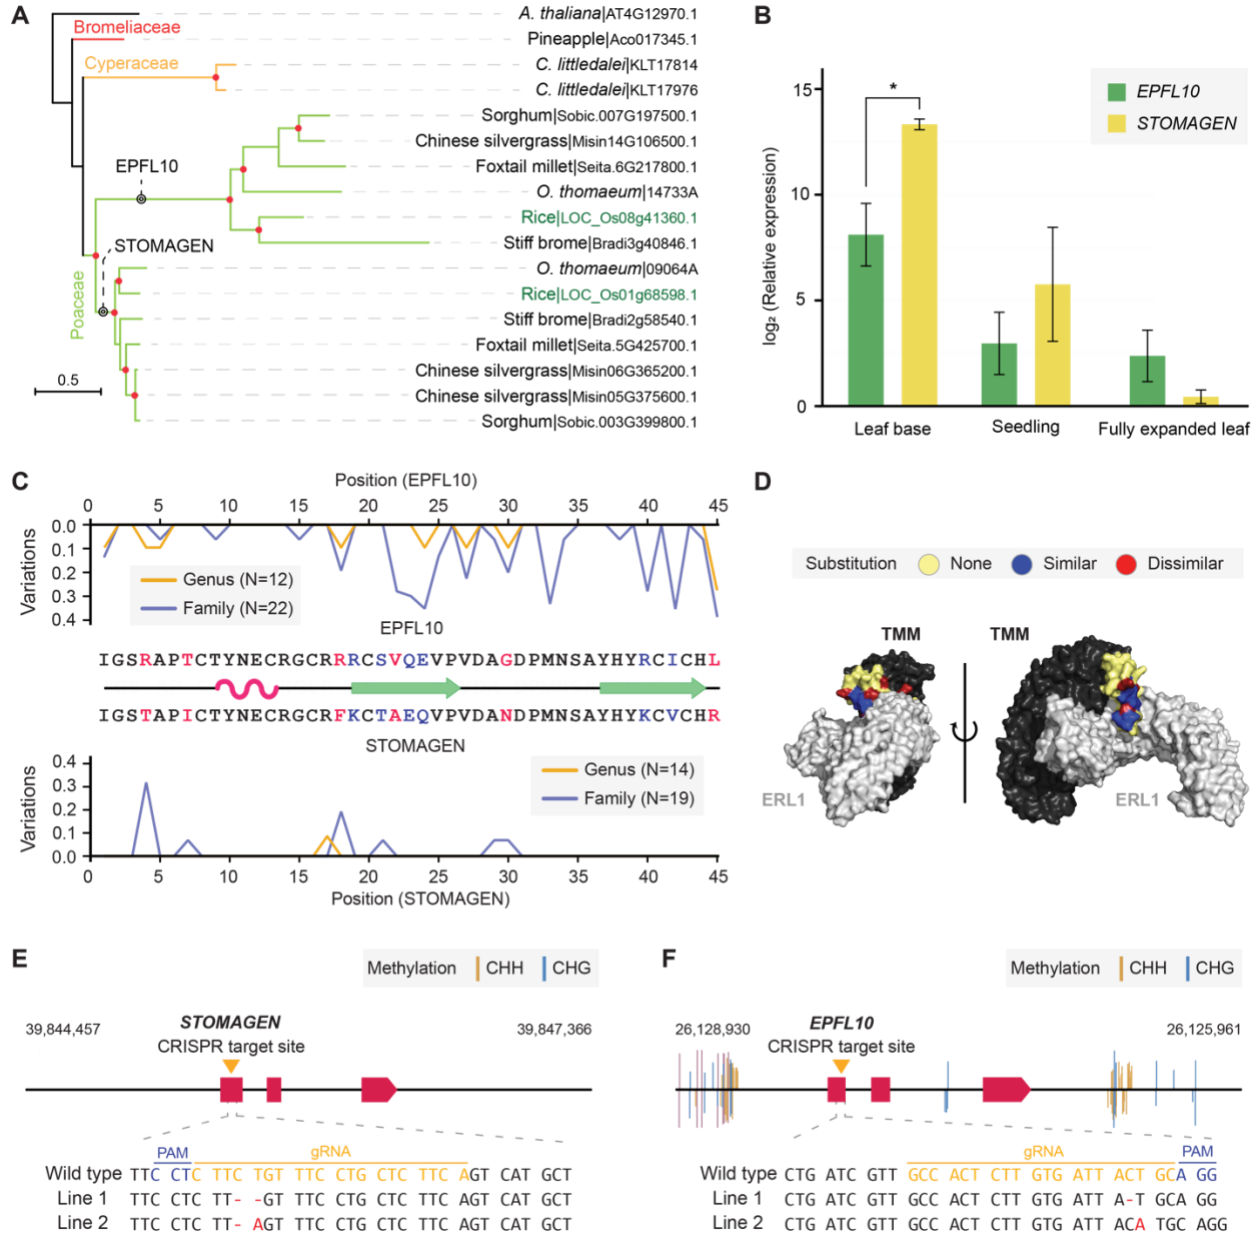 A
A. thaliana|AT4G12970.1
Bromeliaceae
Pineapple|Aco017345.1
Cyperaceae
C. littledalei|KLT17814
C. littledalei|KLT17976
Sorghum|Sobic.007G197500.1
Chinese silvergrass|Misin14G106500.1
EPFL10
Foxtail millet|Seita.6G217800.1
O. thomaeum|14733A
Rice|LOC_Os08g41360.1
STOMAGEN
Stiff brome|Bradi3g40846.1
O. thomaeum|09064A
Poaceae
Rice|LOC_Os01g68598.1
Stiff brome|Bradi2g58540.1
Foxtail millet|Seita.5G425700.1
0.5
Chinese silvergrass|Misin06G365200.1
Chinese silvergrass|Misin05G375600.1
Sorghum|Sobic.003G399800.1
B
EPFL10
STOMAGEN
*
log₂ (Relative expression)
15
10
5
0
Leaf base Seedling Fully expanded leaf
C
Position (EPFL10)
0 5 10 15 20 25 30 35 40 45
Variations
0.0
0.1
0.2
0.3
0.4
Genus (N=12)
Family (N=22)
EPFL10
IGSRAPTCTYNECRGCRRRCSVQEVPVDAGDPMNSAYHYRCICHL
IGSTAPICTYNECRGCRFKCTAEQVPVDANDPMNSAYHYKCVCHR
STOMAGEN
Variations
0.4
0.3
0.2
0.1
0.0
Genus (N=14)
Family (N=19)
0 5 10 15 20 25 30 35 40 45
Position (STOMAGEN)
D
Substitution None Similar Dissimilar
TMM TMM
ERL1 ERL1
E
Methylation CHH CHG
39,844,457 STOMAGEN 39,847,366
CRISPR target site
PAM gRNA
Wild type TTC CCTC TTC TGT TTC CTG CTC TTC AGT CAT GCT
Line 1 TTC CTC TT- -GT TTC CTG CTC TTC AGT CAT GCT
Line 2 TTC CTC TT- AGT TTC CTG CTC TTC AGT CAT GCT
F
Methylation CHH CHG
26,128,930 EPFL10 26,125,961
CRISPR target site
gRNA PAM
Wild type CTG ATC GTT GCC ACT CTT GTG ATT ACT GCA GG
Line 1 CTG ATC GTT GCC ACT CTT GTG ATT A-T GCA GG
Line 2 CTG ATC GTT GCC ACT CTT GTG ATT ACA TGC AGG